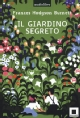 Frances Hodgson Burnett
IL GIARDINO
SEGRETO